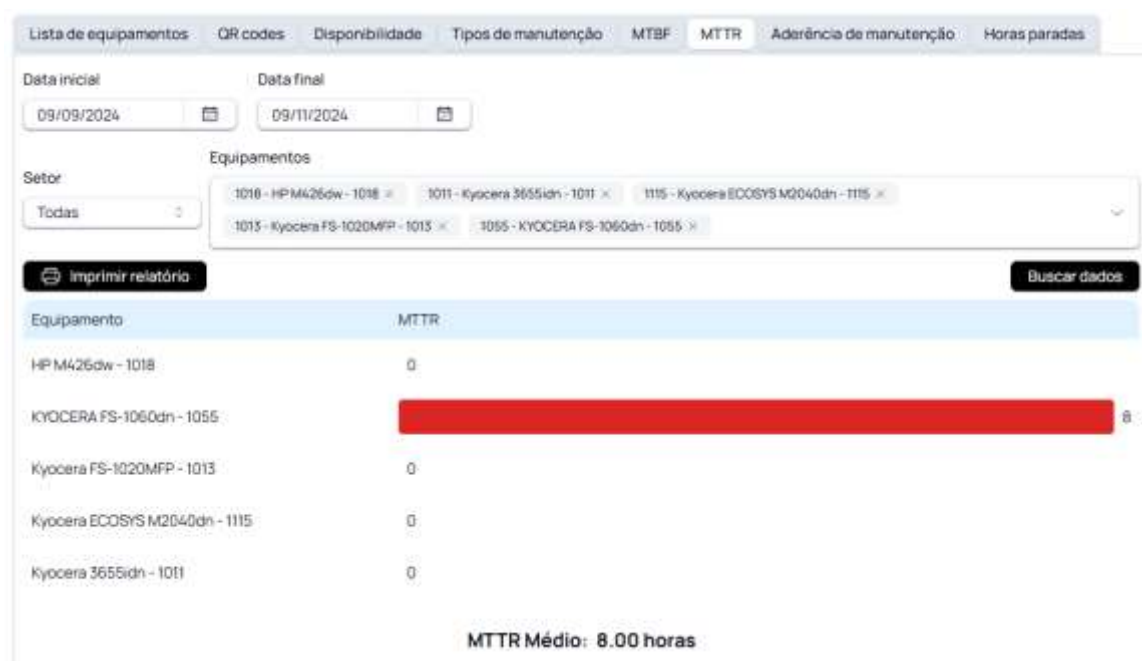 Lista de equipamentos QR codes Disponibilidade Tipos de manutenção MTBF MTTR Aderência de manutenção Horas paradas
Data inicial Data final
09/09/2024 09/11/2024
Setor Equipamentos
Todas
1018 - HP M426dw - 1018 × 1011 - Kyocera 3655idn - 1011 × 1115 - Kyocera ECOSYS M2040dn - 1115 ×
1013 - Kyocera FS-1020MFP - 1013 × 1055 - KYOCERA FS-1060dn - 1055 ×
Imprimir relatório Buscar dados
Equipamento MTTR
HP M426dw - 1018 0
KYOCERA FS-1060dn - 1055 8
Kyocera FS-1020MFP - 1013 0
Kyocera ECOSYS M2040dn - 1115 0
Kyocera 3655idn - 1011 0
MTTR Médio: 8.00 horas